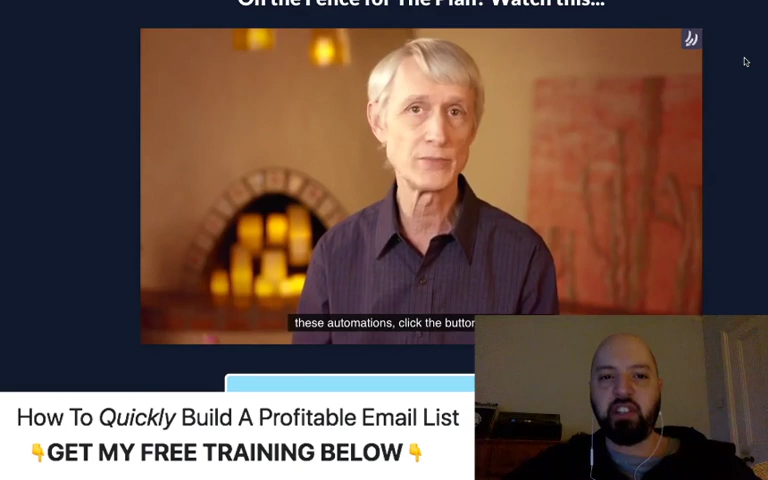 On the Fence for The Plan? Watch this...
these automations, click the button
How To Quickly Build A Profitable Email List
👇GET MY FREE TRAINING BELOW👇